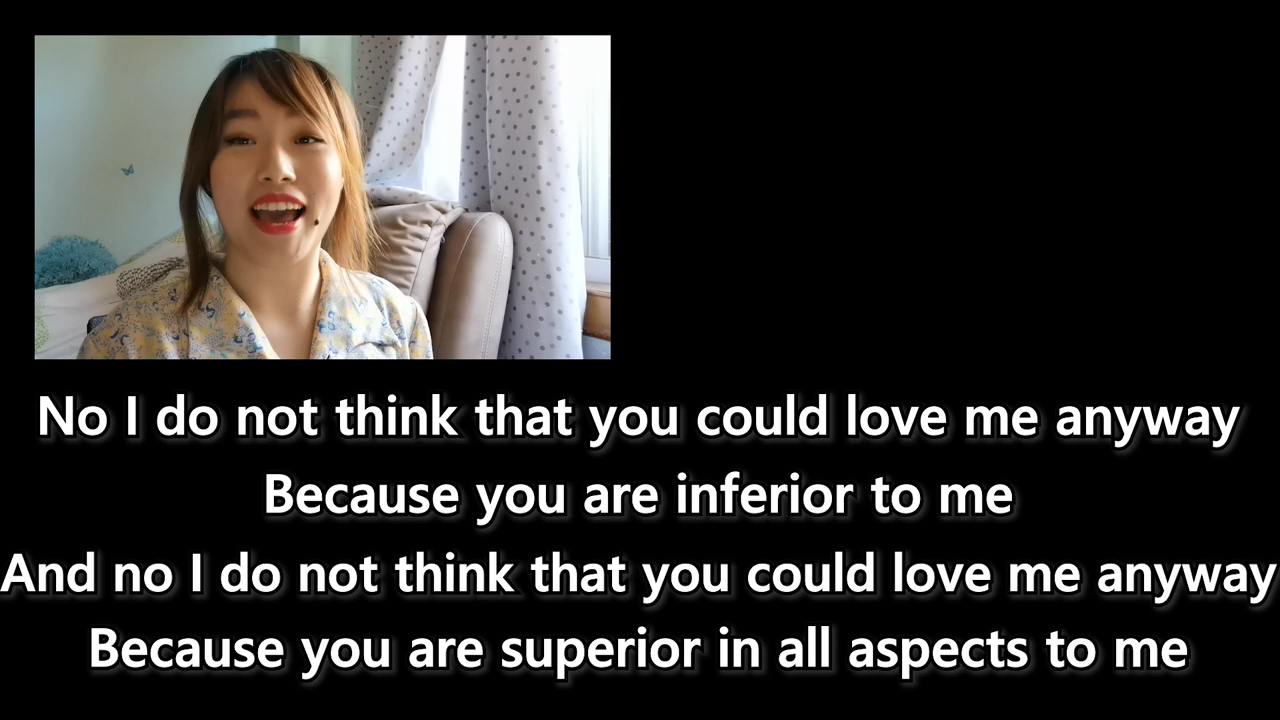 No I do not think that you could love me anyway
Because you are inferior to me
And no I do not think that you could love me anyway
Because you are superior in all aspects to me